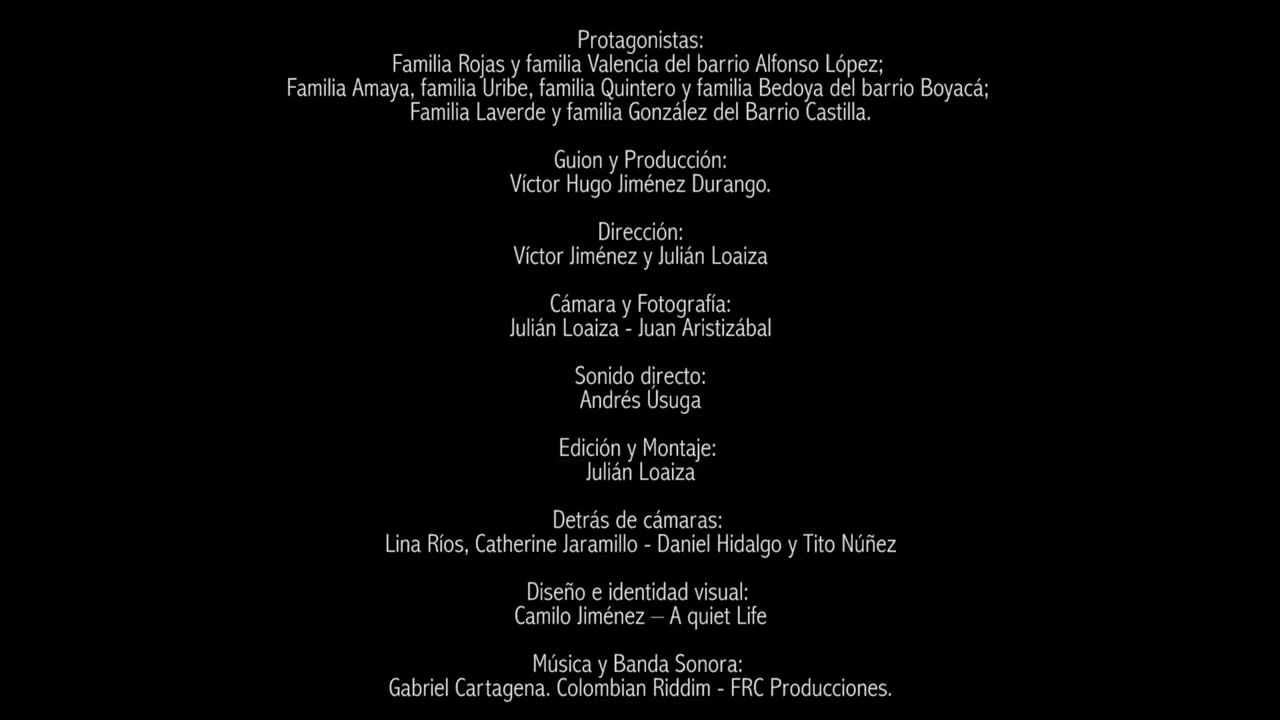 Protagonistas:
Familia Rojas y familia Valencia del barrio Alfonso López;
Familia Amaya, familia Uribe, familia Quintero y familia Bedoya del barrio Boyacá;
Familia Laverde y familia González del Barrio Castilla.
Guion y Producción:
Víctor Hugo Jiménez Durango.
Dirección:
Víctor Jiménez y Julián Loaiza
Cámara y Fotografía:
Julián Loaiza - Juan Aristizábal
Sonido directo:
Andrés Úsuga
Edición y Montaje:
Julián Loaiza
Detrás de cámaras:
Lina Ríos, Catherine Jaramillo - Daniel Hidalgo y Tito Núñez
Diseño e identidad visual:
Camilo Jiménez – A quiet Life
Música y Banda Sonora:
Gabriel Cartagena. Colombian Riddim - FRC Producciones.